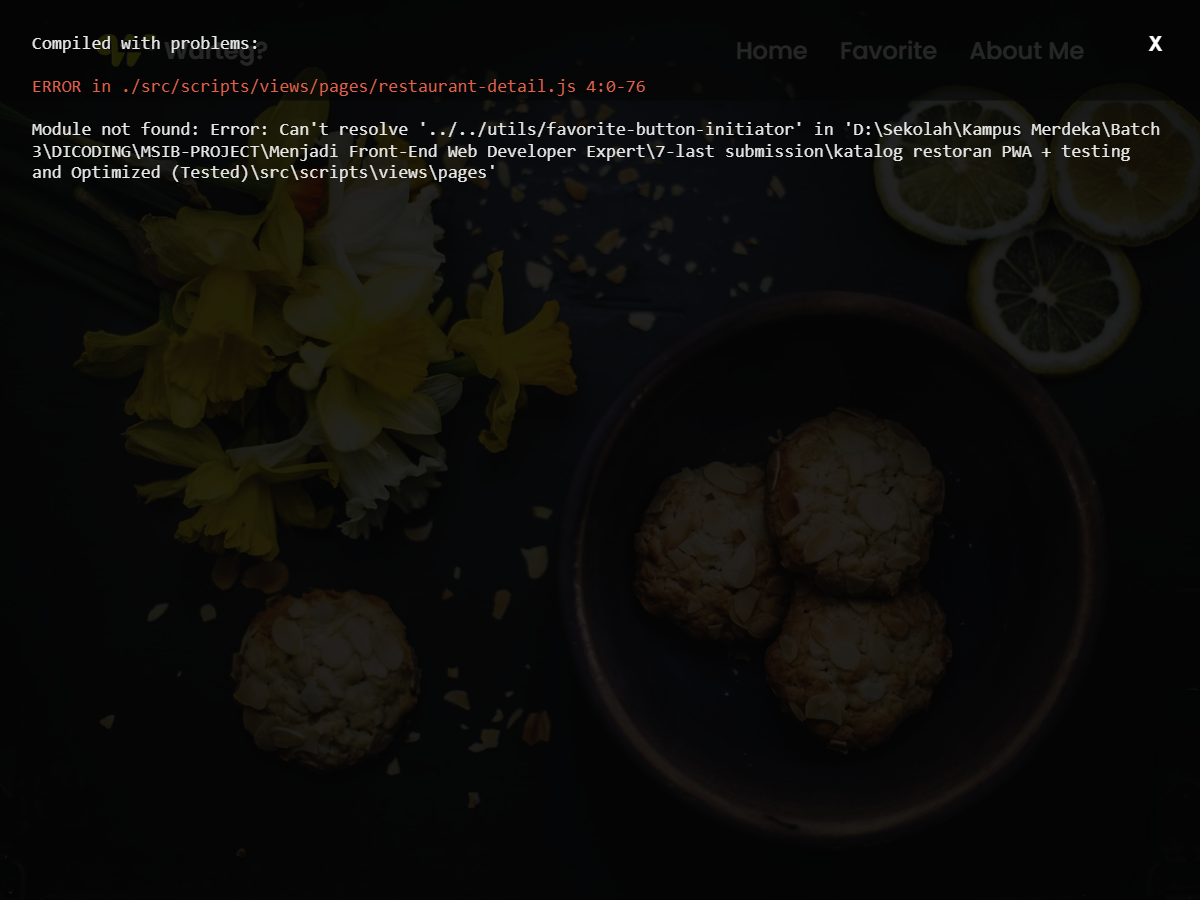 Compiled with problems:
X
Warteg?
Home Favorite About Me
ERROR in ./src/scripts/views/pages/restaurant-detail.js 4:0-76
Module not found: Error: Can't resolve '../../utils/favorite-button-initiator' in 'D:\Sekolah\Kampus Merdeka\Batch
3\DICODING\MSIB-PROJECT\Menjadi Front-End Web Developer Expert\7-last submission\katalog restoran PWA + testing
and Optimized (Tested)\src\scripts\views\pages'